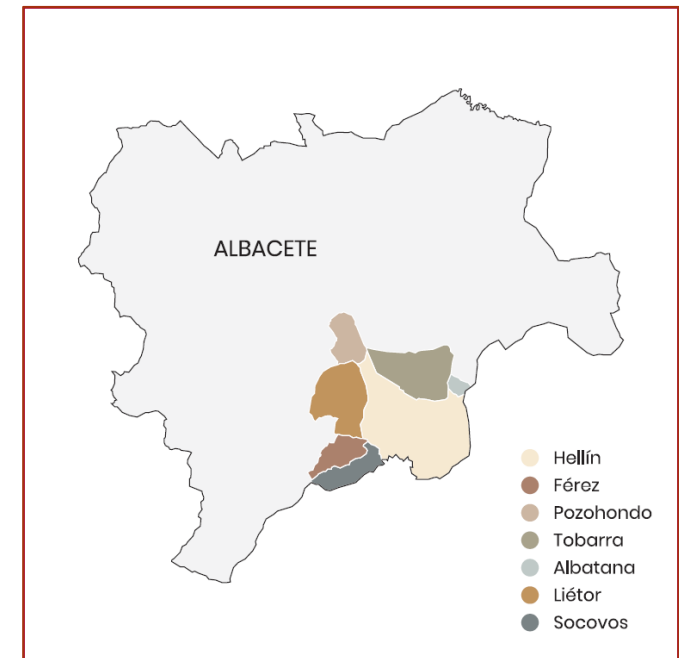 ALBACETE
Hellín
Férez
Pozohondo
Tobarra
Albatana
Liétor
Socovos